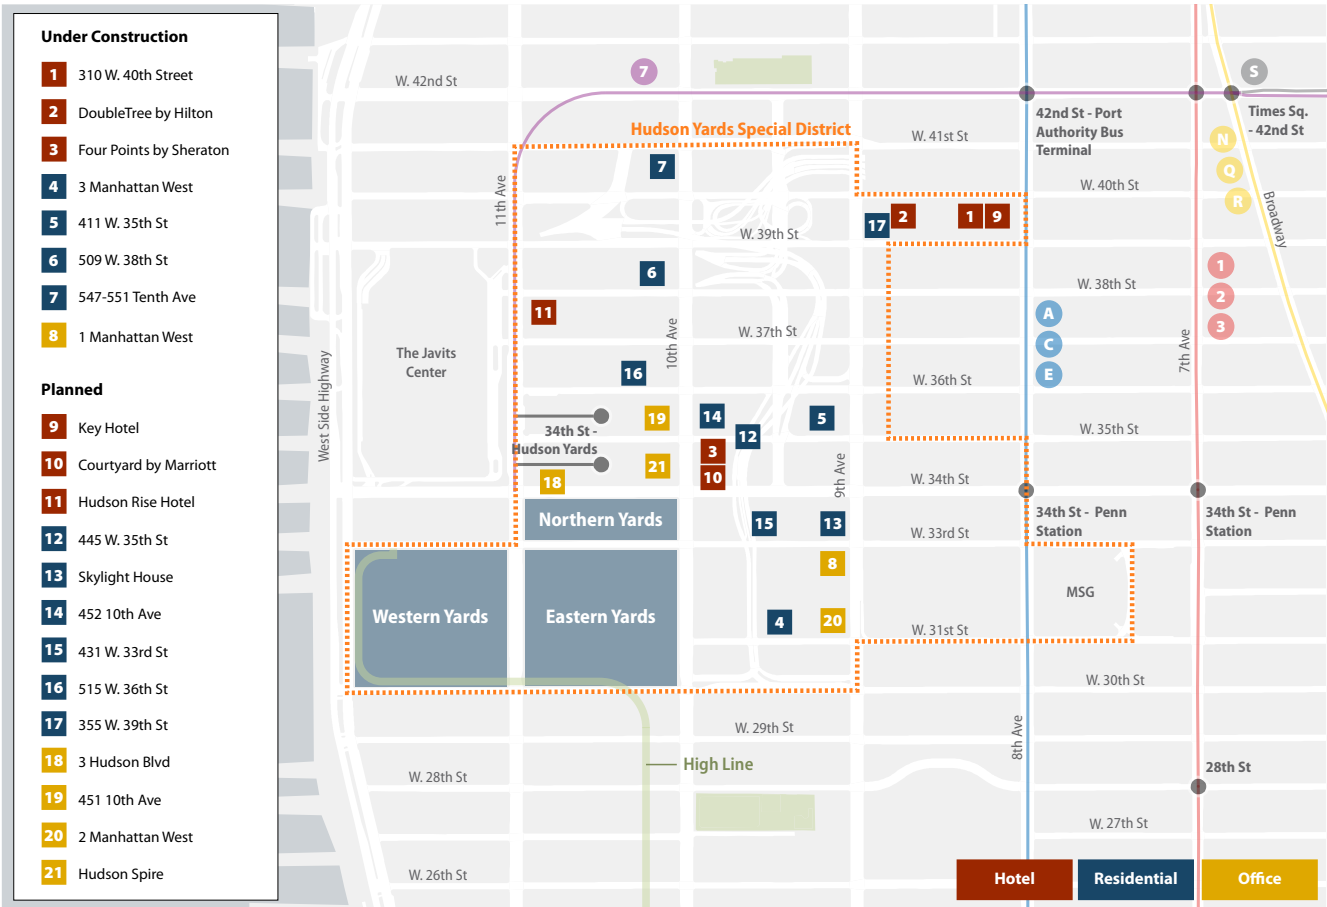 Under Construction
1 310 W. 40th Street
2 DoubleTree by Hilton
3 Four Points by Sheraton
4 3 Manhattan West
5 411 W. 35th St
6 509 W. 38th St
7 547-551 Tenth Ave
8 1 Manhattan West
Planned
9 Key Hotel
10 Courtyard by Marriott
11 Hudson Rise Hotel
12 445 W. 35th St
13 Skylight House
14 452 10th Ave
15 431 W. 33rd St
16 515 W. 36th St
17 355 W. 39th St
18 3 Hudson Blvd
19 451 10th Ave
20 2 Manhattan West
21 Hudson Spire
7
S
W. 42nd St
42nd St - Port
Authority Bus
Terminal
Times Sq.
- 42nd St
Hudson Yards Special District
W. 41st St
N
Q
R
7
W. 40th St
11th Ave
Broadway
17
2
1
9
W. 39th St
6
1
2
3
W. 38th St
11
A
C
E
W. 37th St
10th Ave
7th Ave
The Javits
Center
West Side Highway
16
W. 36th St
19
14
12
5
34th St -
Hudson Yards
W. 35th St
3
21
10
18
9th Ave
W. 34th St
Northern Yards
15
13
34th St - Penn
Station
34th St - Penn
Station
W. 33rd St
8
MSG
Western Yards
Eastern Yards
4
20
W. 31st St
W. 30th St
W. 29th St
8th Ave
High Line
28th St
W. 28th St
W. 27th St
W. 26th St
Hotel
Residential
Office